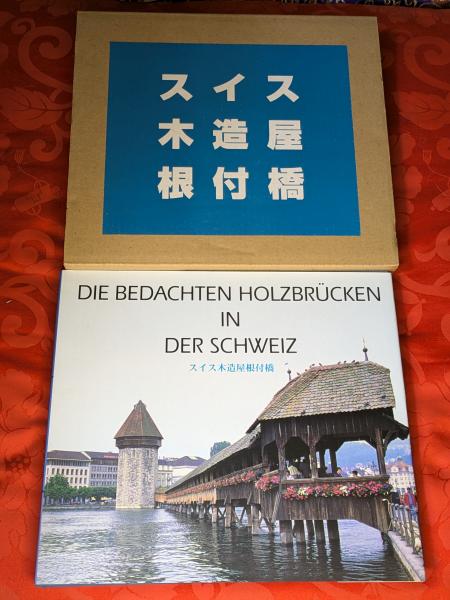 スイス
木造屋
根付橋
DIE BEDACHTEN HOLZBRÜCKEN
IN
DER SCHWEIZ
スイス木造屋根付橋